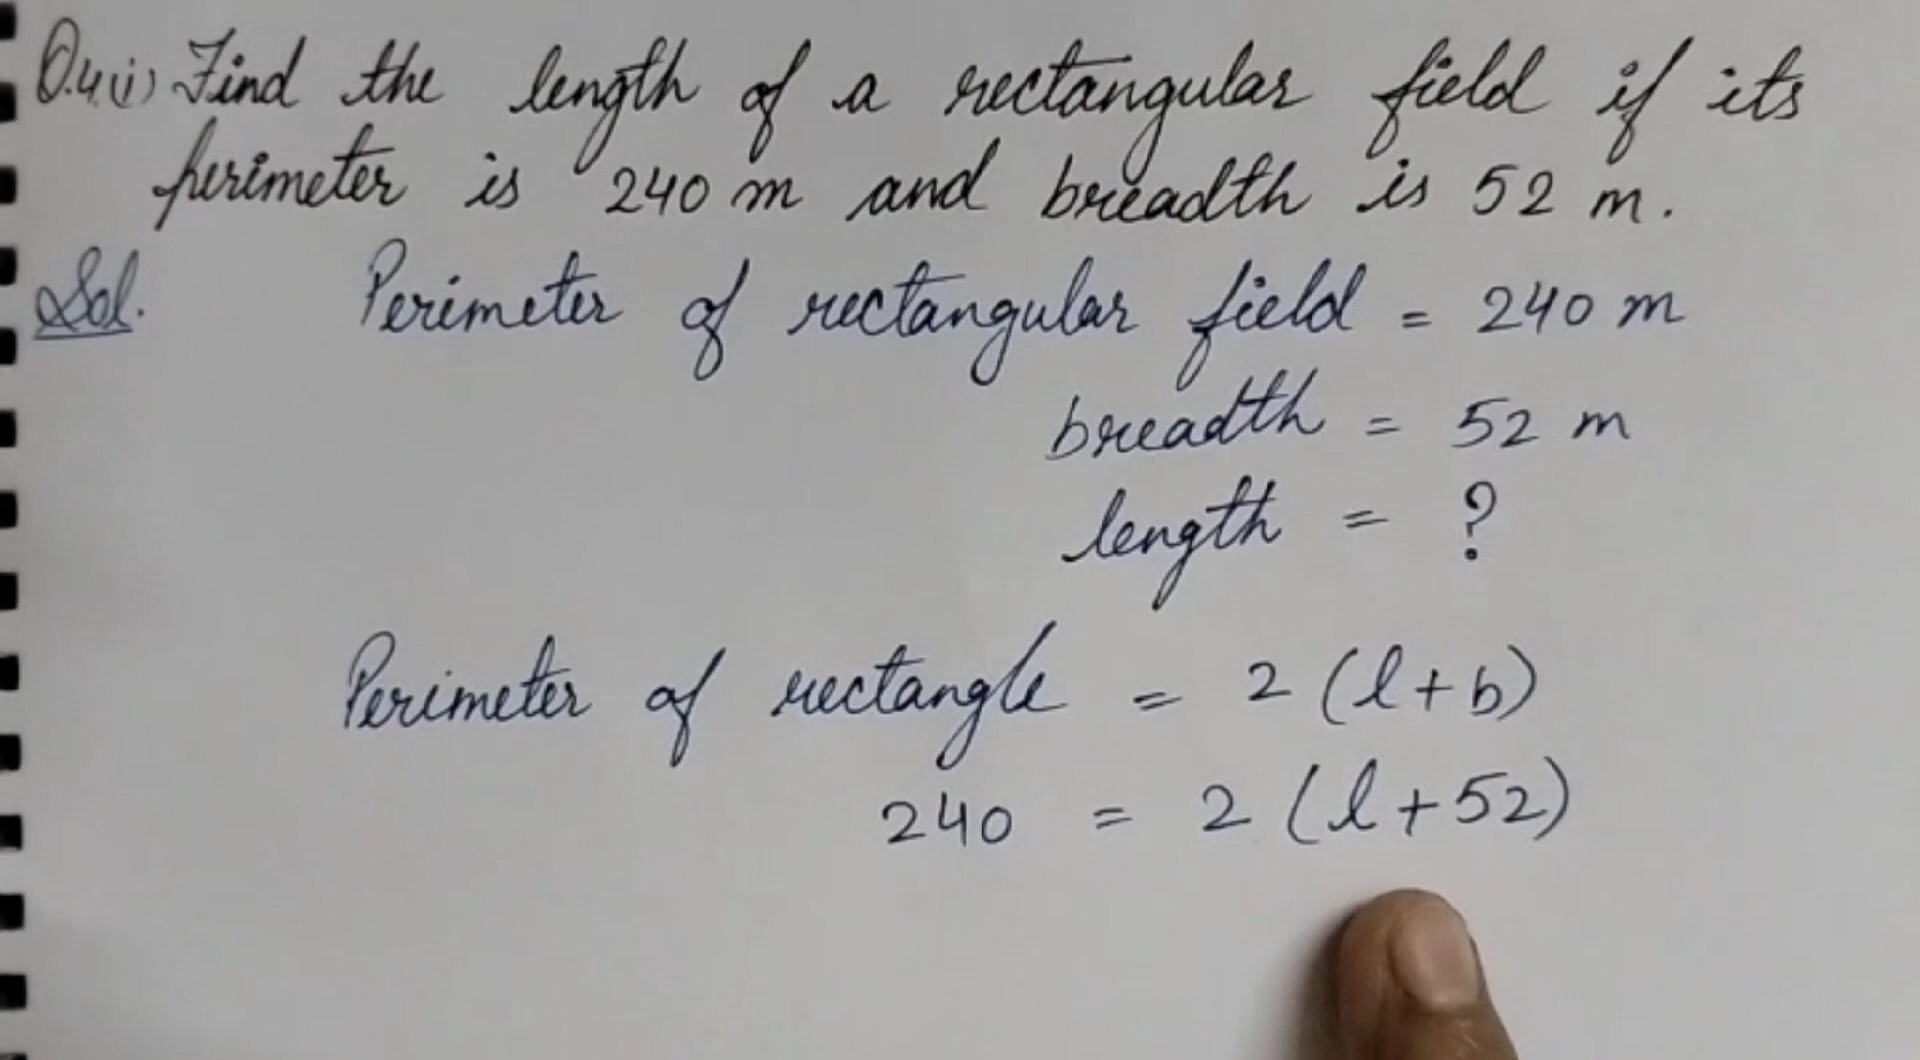 Q.4.(i) Find the length of a rectangular field if its
perimeter is 240 m and breadth is 52 m.
Sol. Perimeter of rectangular field = 240 m
breadth = 52 m
length = ?
Perimeter of rectangle = 2 (l+b)
240 = 2 (l+52)